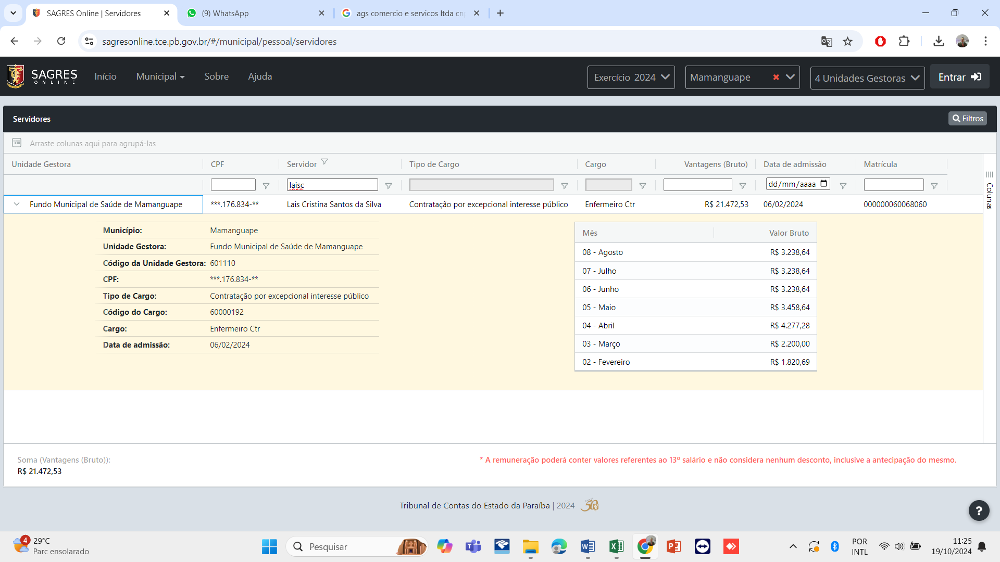 SAGRES Online | Servidores
(9) WhatsApp
ags comercio e servicos ltda cn
sagresonline.tce.pb.gov.br/#/municipal/pessoal/servidores
SAGRES
ONLINE
Início
Municipal
Sobre
Ajuda
Exercício 2024
Mamanguape
4 Unidades Gestoras
Entrar
Servidores
Filtros
Arraste colunas aqui para agrupá-las
Unidade Gestora CPF Servidor Tipo de Cargo Cargo Vantagens (Bruto) Data de admissão Matrícula
laisc dd/mm/aaaa
Colunas
Fundo Municipal de Saúde de Mamanguape ***.176.834-** Lais Cristina Santos da Silva Contratação por excepcional interesse público Enfermeiro Ctr R$ 21.472,53 06/02/2024 000000060068060
Município: Mamanguape
Unidade Gestora: Fundo Municipal de Saúde de Mamanguape
Código da Unidade Gestora: 601110
CPF: ***.176.834-**
Tipo de Cargo: Contratação por excepcional interesse público
Código do Cargo: 60000192
Cargo: Enfermeiro Ctr
Data de admissão: 06/02/2024
Mês Valor Bruto
08 - Agosto R$ 3.238,64
07 - Julho R$ 3.238,64
06 - Junho R$ 3.238,64
05 - Maio R$ 3.458,64
04 - Abril R$ 4.277,28
03 - Março R$ 2.200,00
02 - Fevereiro R$ 1.820,69
Soma (Vantagens (Bruto)):
R$ 21.472,53
* A remuneração poderá conter valores referentes ao 13º salário e não considera nenhum desconto, inclusive a antecipação do mesmo.
Tribunal de Contas do Estado da Paraíba | 2024
50
?
4
29°C
Parc ensolarado
Pesquisar
POR
INTL
11:25
19/10/2024